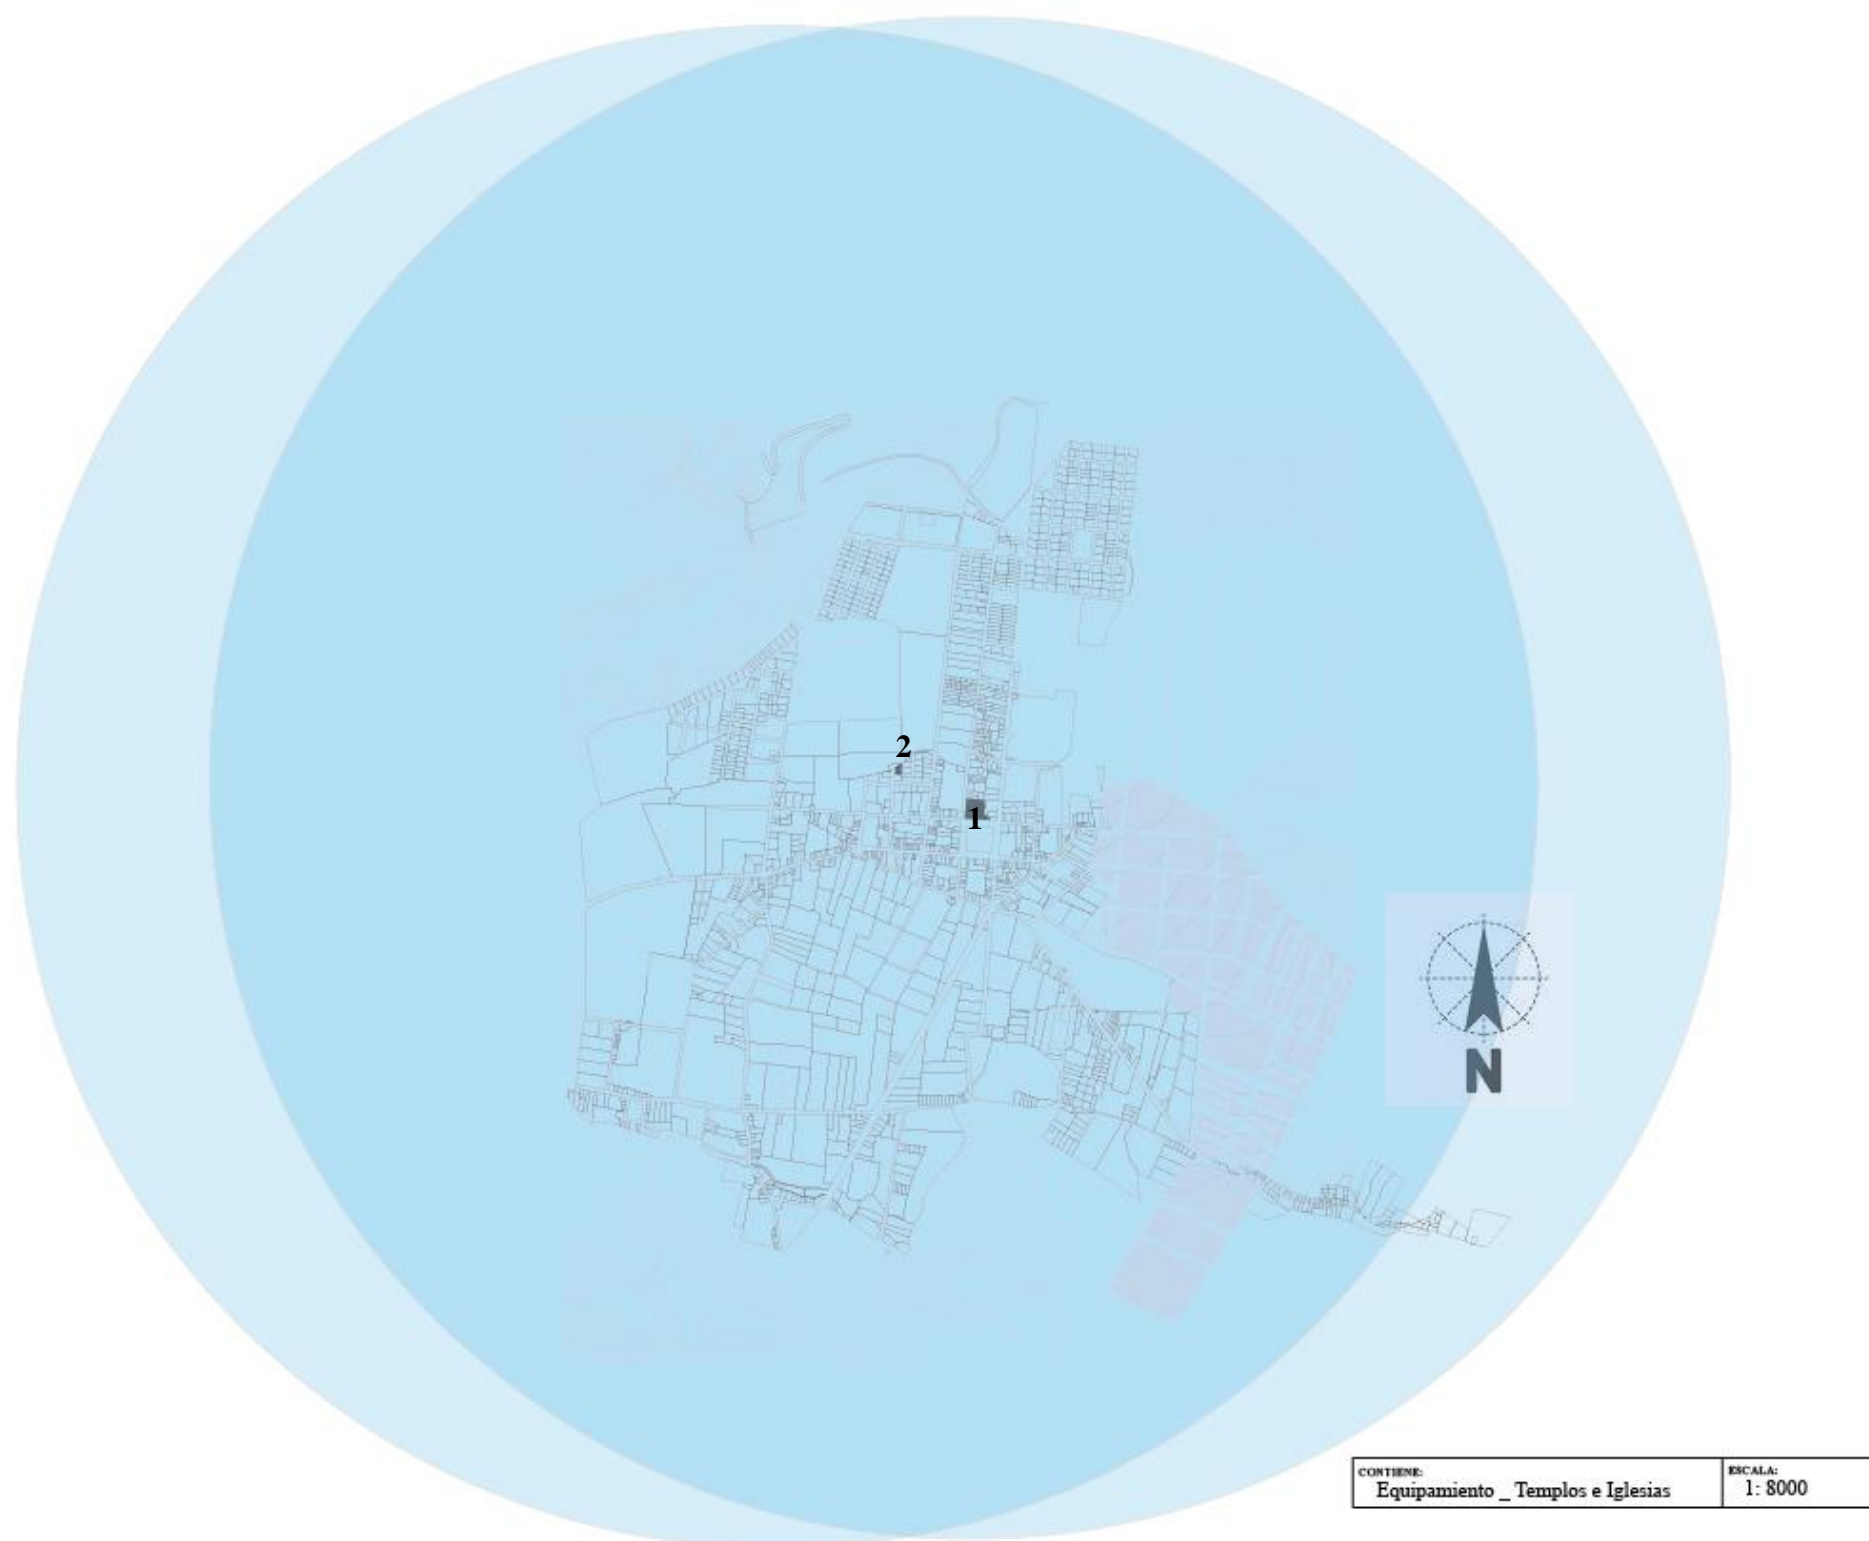 2
1
N
CONTIENE:
Equipamiento _ Templos e Iglesias
ESCALA:
1: 8000